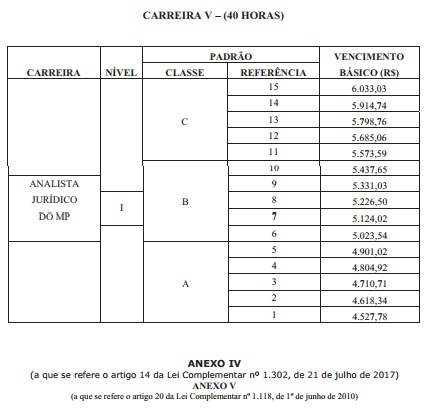 CARREIRA V – (40 HORAS)
PADRÃO VENCIMENTO
CARREIRA NÍVEL CLASSE REFERÊNCIA BÁSICO (R$)
15 6.033,03
14 5.914,74
C 13 5.798,76
12 5.685,06
11 5.573,59
10 5.437,65
ANALISTA 9 5.331,03
JURÍDICO I B 8 5.226,50
DO MP 7 5.124,02
6 5.023,54
5 4.901,02
4 4.804,92
A 3 4.710,71
2 4.618,34
1 4.527,78
ANEXO IV
(a que se refere o artigo 14 da Lei Complementar nº 1.302, de 21 de julho de 2017)
ANEXO V
(a que se refere o artigo 20 da Lei Complementar nº 1.118, de 1º de junho de 2010)